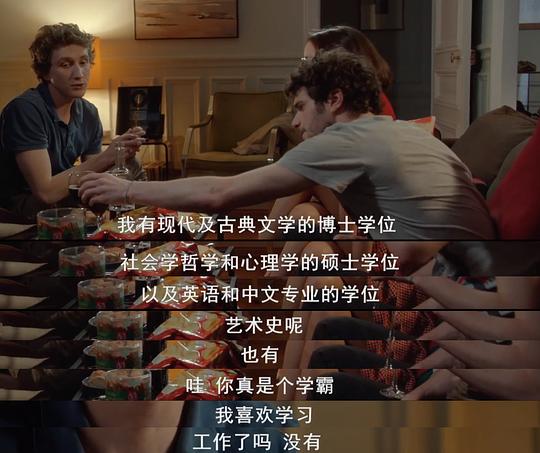 我有现代及古典文学的博士学位
社会学哲学和心理学的硕士学位
以及英语和中文专业的学位
艺术史呢
也有
哇 你真是个学霸
我喜欢学习
工作了吗 没有